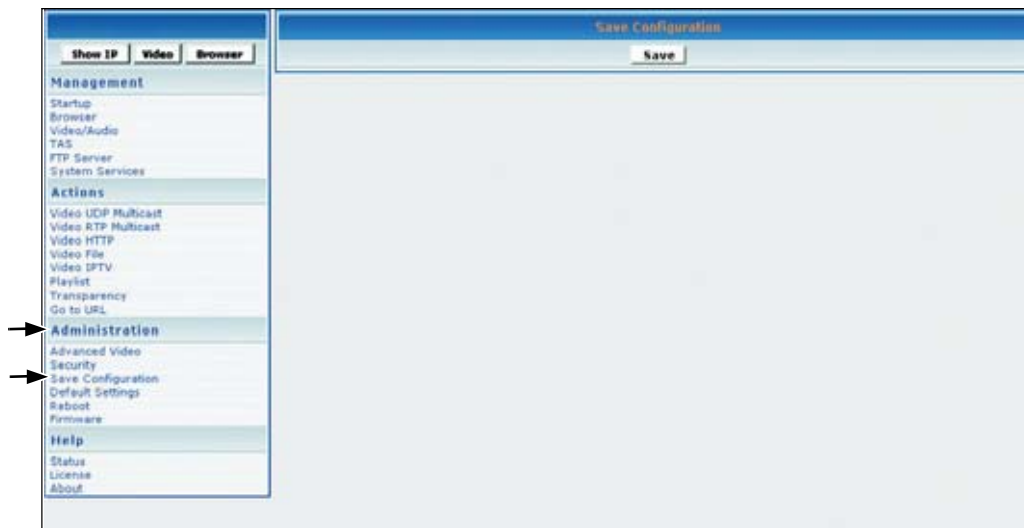 Save Configuration
Show IP Video Browser
Save
Management
Startup
Browser
Video/Audio
TAS
FTP Server
System Services
Actions
Video UDP Multicast
Video RTP Multicast
Video HTTP
Video File
Video IPTV
Playlist
Transparency
Go to URL
Administration
Advanced Video
Security
Save Configuration
Default Settings
Reboot
Firmware
Help
Status
License
About